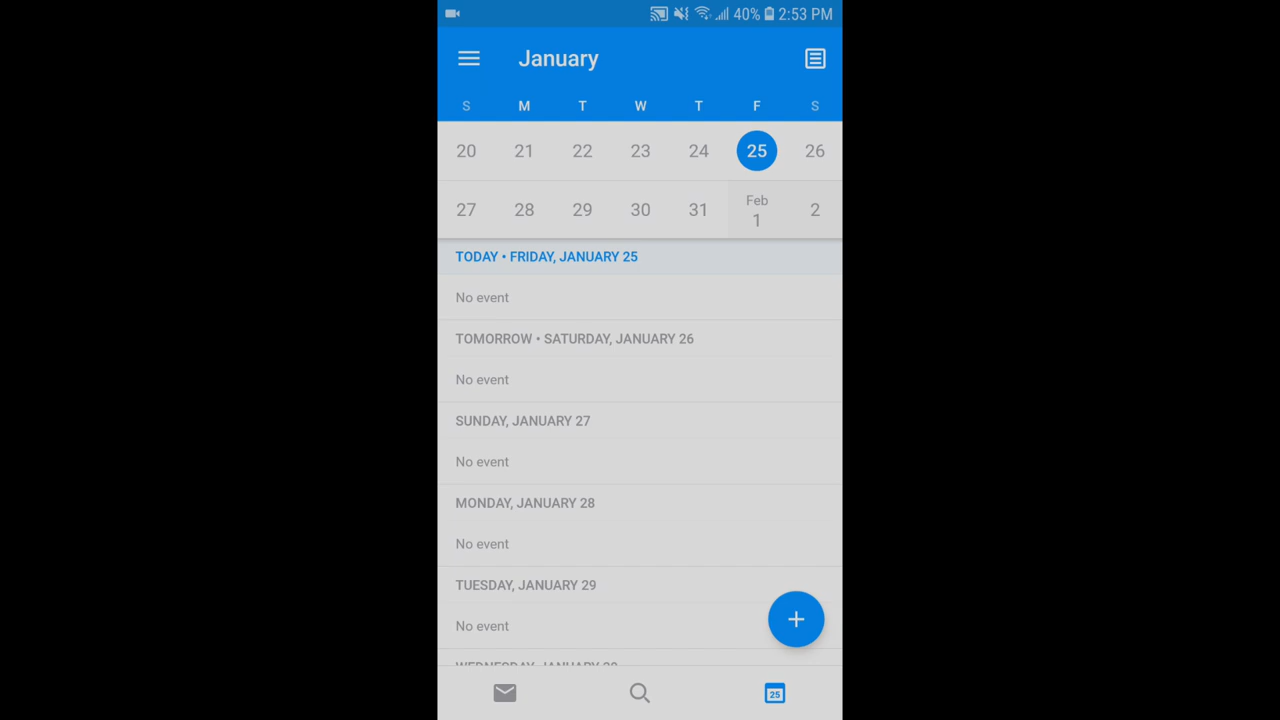 40% 2:53 PM
January
S M T W T F S
20 21 22 23 24 25 26
27 28 29 30 31 Feb 1 2
TODAY • FRIDAY, JANUARY 25
No event
TOMORROW • SATURDAY, JANUARY 26
No event
SUNDAY, JANUARY 27
No event
MONDAY, JANUARY 28
No event
TUESDAY, JANUARY 29
No event
25